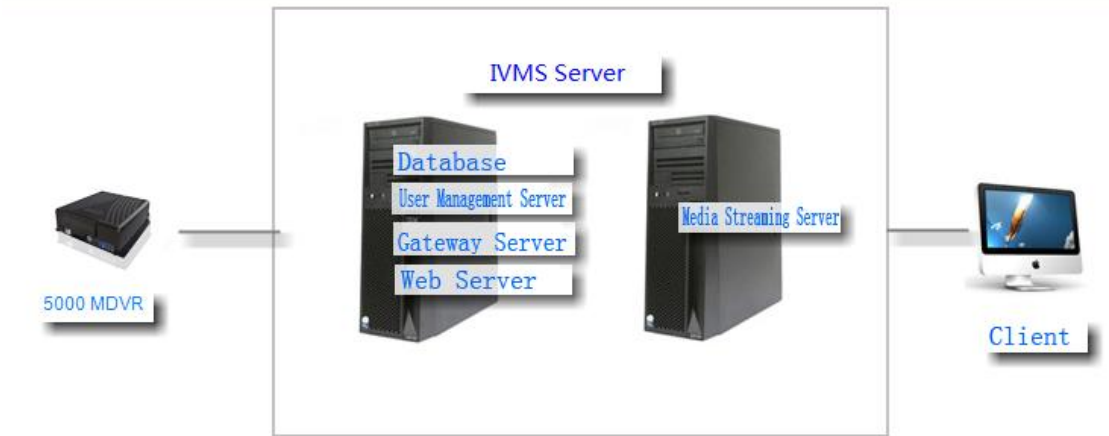 IVMS Server
Database
User Management Server
Gateway Server
Web Server
Media Streaming Server
5000 MDVR
Client